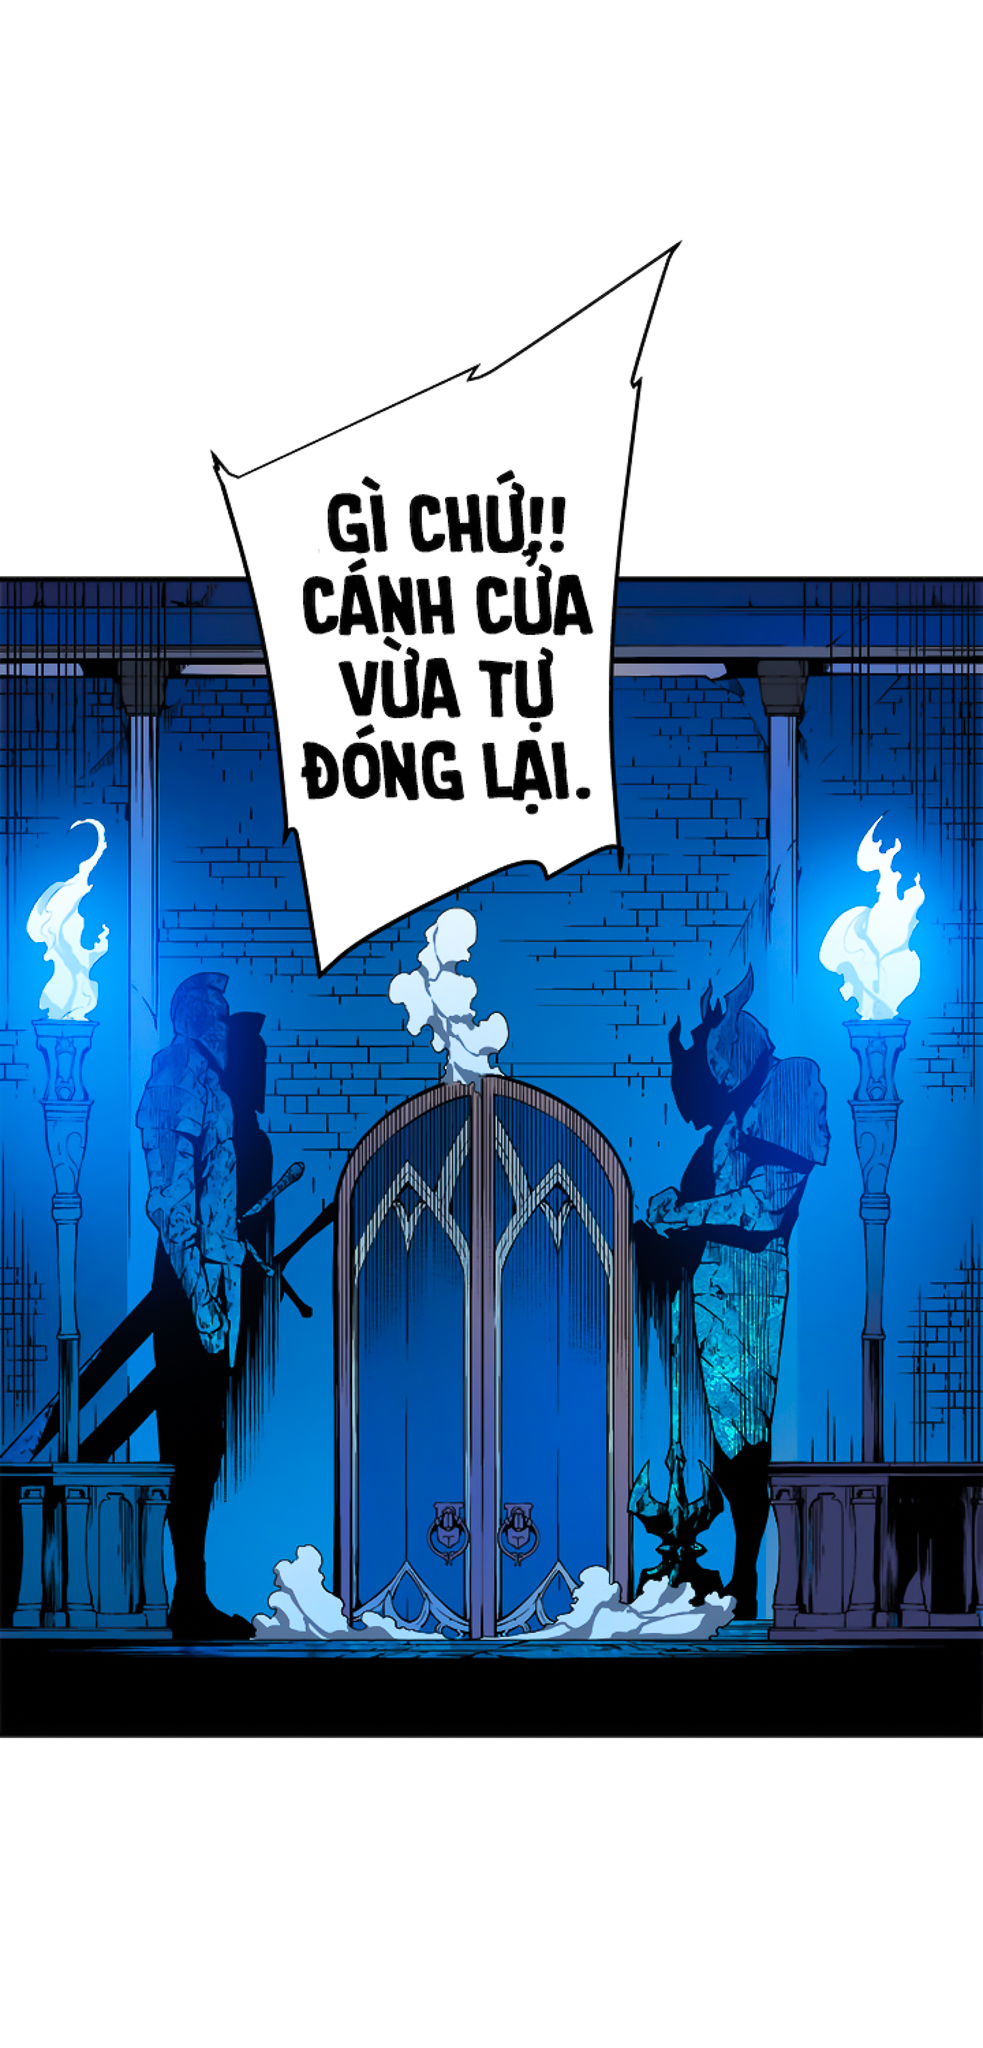 GÌ CHỨ!!
CÁNH CỬA
VỪA TỰ
ĐÓNG LẠI.